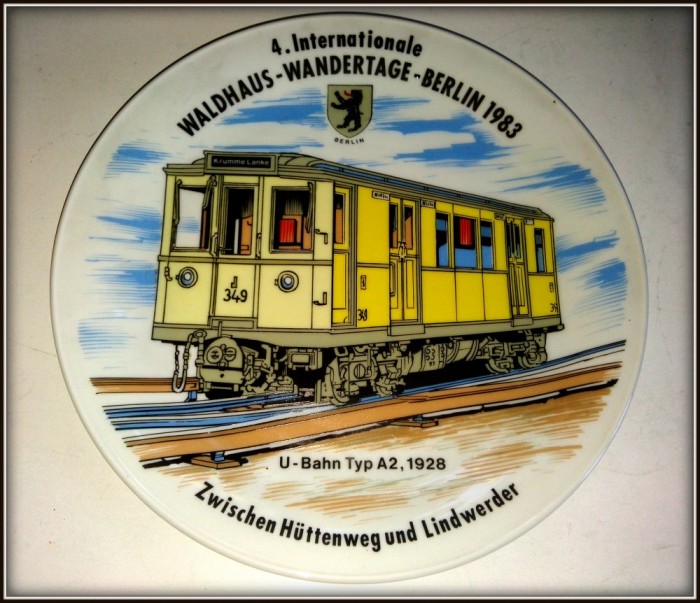 4. Internationale
WALDHAUS-WANDERTAGE-BERLIN 1983
BERLIN
Krumme Lanke
349
U-Bahn Typ A2, 1928
Zwischen Hüttenweg und Lindwerder